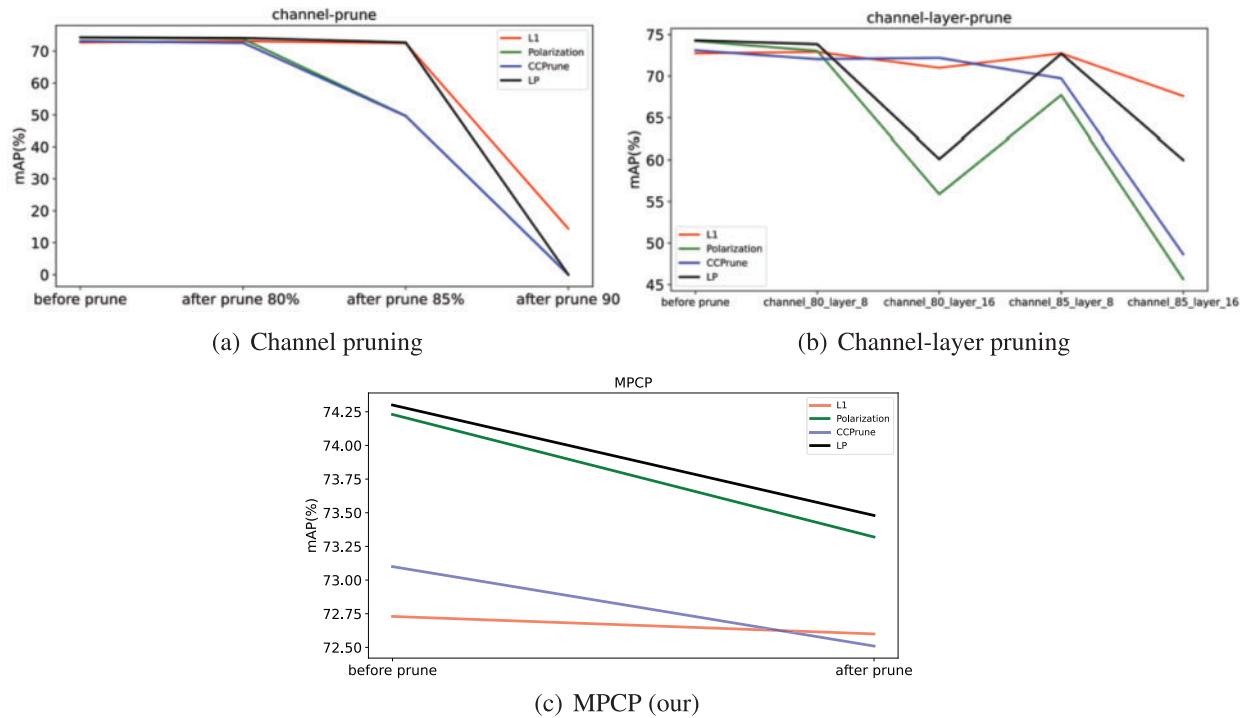 channel-prune
mAP(%)
70
60
50
40
30
20
10
0
L1
Polarization
CCPrune
LP
before prune after prune 80% after prune 85% after prune 90
(a) Channel pruning
channel-layer-prune
mAP(%)
75
70
65
60
55
50
45
L1
Polarization
CCPrune
LP
before prune channel_80_layer_8 channel_80_layer_16 channel_85_layer_8 channel_85_layer_16
(b) Channel-layer pruning
MPCP
mAP(%)
74.25
74.00
73.75
73.50
73.25
73.00
72.75
72.50
L1
Polarization
CCPrune
LP
before prune after prune
(c) MPCP (our)